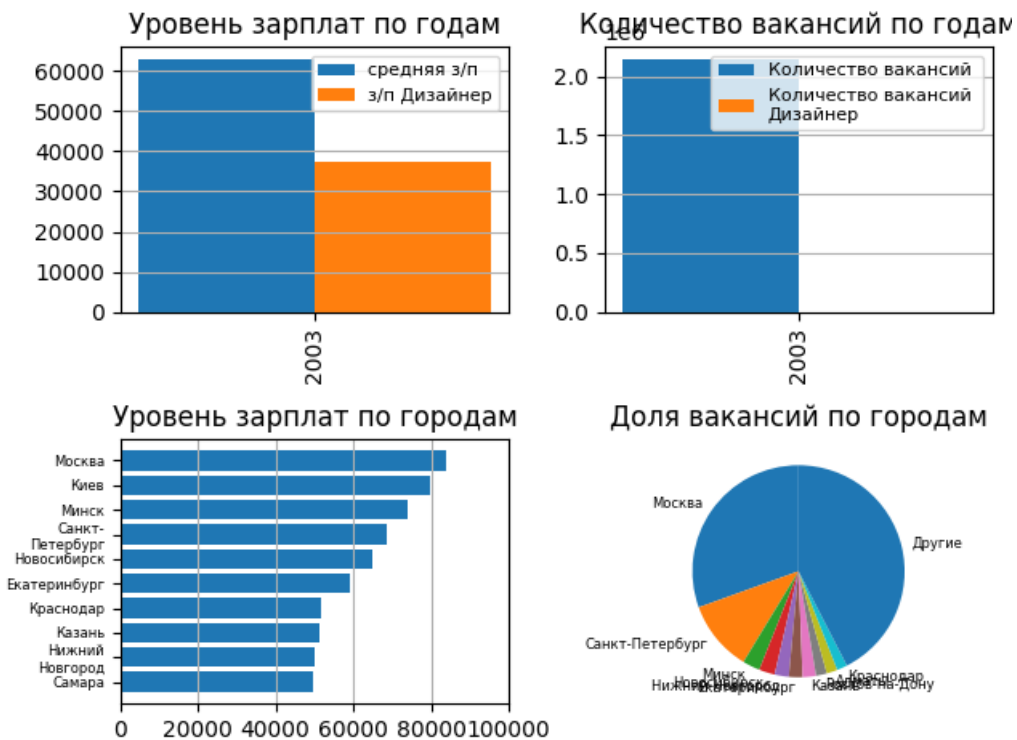 Уровень зарплат по годам
60000
50000
40000
30000
20000
10000
0
средняя з/п
з/п Дизайнер
2003
Количество вакансий по годам
1e6
2.0
1.5
1.0
0.5
0.0
Количество вакансий
Количество вакансий
Дизайнер
2003
Уровень зарплат по городам
Москва
Киев
Минск
Санкт-
Петербург
Новосибирск
Екатеринбург
Краснодар
Казань
Нижний
Новгород
Самара
0 20000 40000 60000 80000 100000
Доля вакансий по городам
Москва
Другие
Санкт-Петербург
Минск
Екатеринбург
Казань
Краснодар